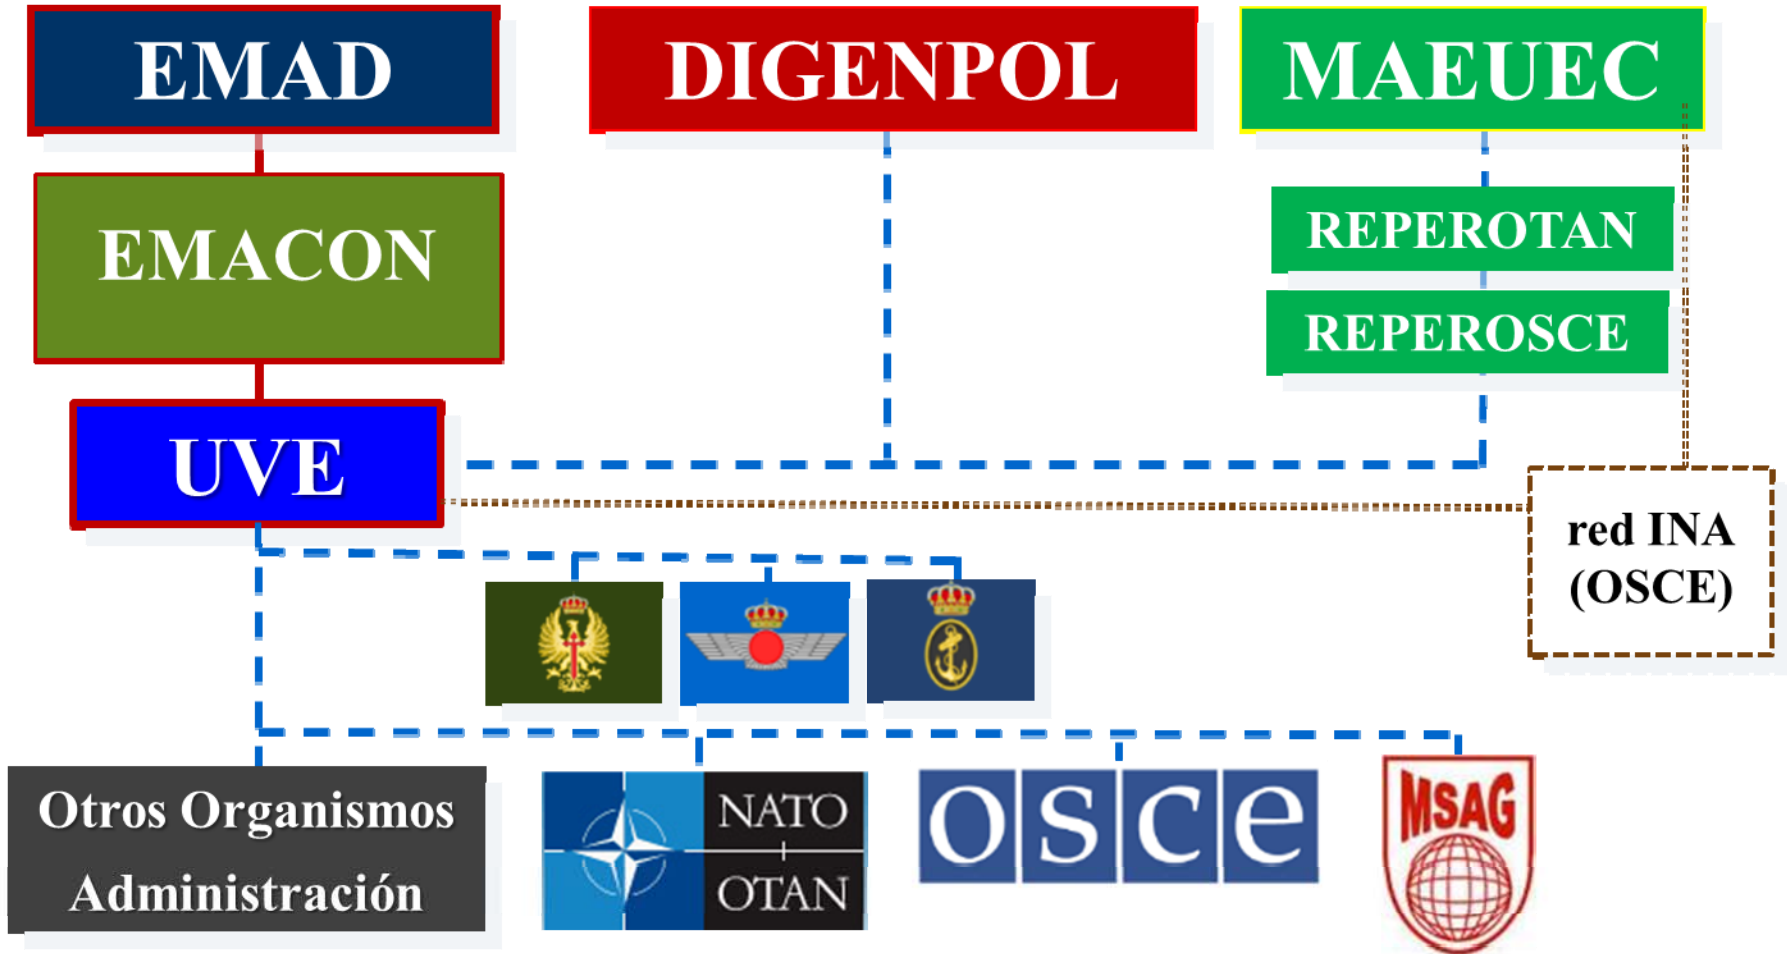 EMAD
DIGENPOL
MAEUEC
EMACON
REPEROTAN
REPEROSCE
UVE
red INA
(OSCE)
Otros Organismos
Administración
NATO
OTAN
osce
MSAG